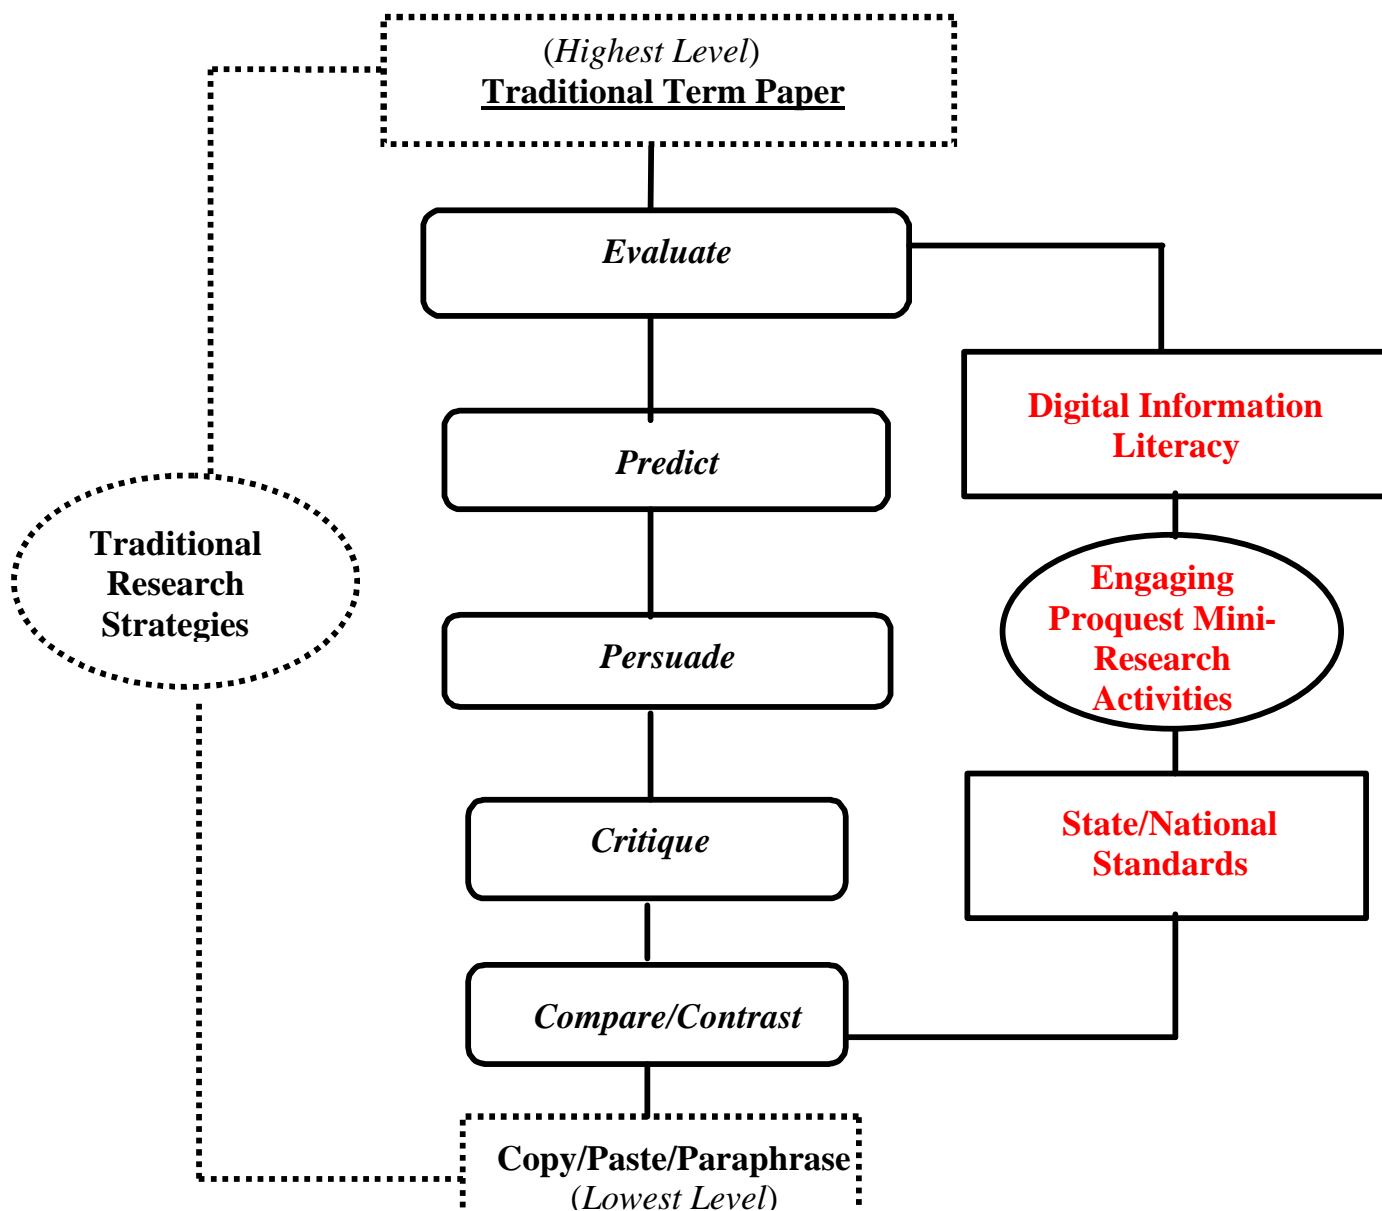 (Highest Level)
Traditional Term Paper
Evaluate
Digital Information
Literacy
Predict
Traditional
Research
Strategies
Engaging
Proquest Mini-
Research
Activities
Persuade
Critique
State/National
Standards
Compare/Contrast
Copy/Paste/Paraphrase
(Lowest Level)